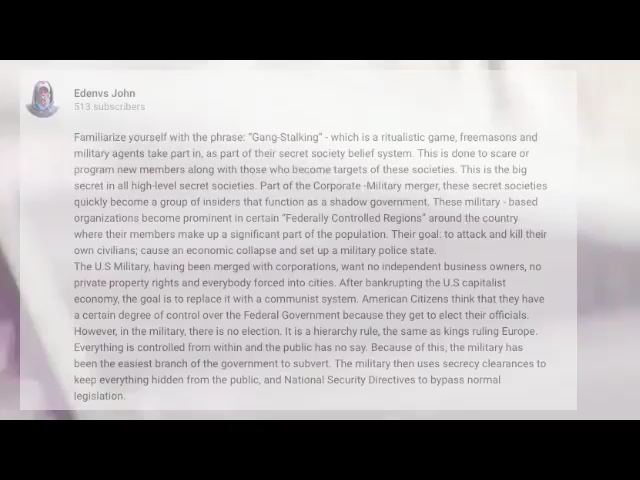 Edenvs John
513 subscribers
Familiarize yourself with the phrase: “Gang-Stalking” - which is a ritualistic game, freemasons and
military agents take part in, as part of their secret society belief system. This is done to scare or
program new members along with those who become targets of these societies. This is the big
secret in all high-level secret societies. Part of the Corporate -Military merger, these secret societies
quickly become a group of insiders that function as a shadow government. These military - based
organizations become prominent in certain “Federally Controlled Regions” around the country
where their members make up a significant part of the population. Their goal: to attack and kill their
own civilians; cause an economic collapse and set up a military police state.
The U.S Military, having been merged with corporations, want no independent business owners, no
private property rights and everybody forced into cities. After bankrupting the U.S capitalist
economy, the goal is to replace it with a communist system. American Citizens think that they have
a certain degree of control over the Federal Government because they get to elect their officials.
However, in the military, there is no election. It is a hierarchy rule, the same as kings ruling Europe.
Everything is controlled from within and the public has no say. Because of this, the military has
been the easiest branch of the government to subvert. The military then uses secrecy clearances to
keep everything hidden from the public, and National Security Directives to bypass normal
legislation.